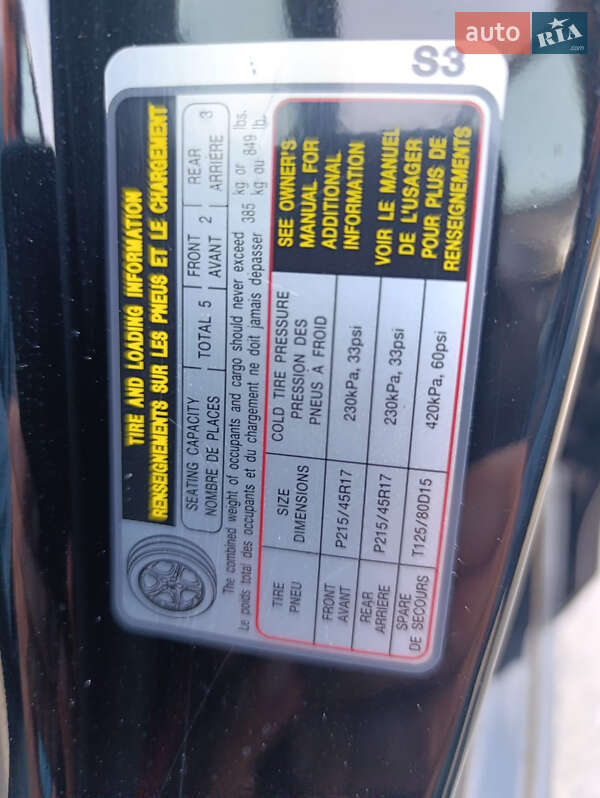 auto RIA .com
S3
TIRE AND LOADING INFORMATION
RENSEIGNEMENTS SUR LES PNEUS ET LE CHARGEMENT
SEATING CAPACITY
NOMBRE DE PLACES
TOTAL 5
FRONT 2
AVANT
REAR 3
ARRIÈRE
The combined weight of occupants and cargo should never exceed 385 kg or 849 lbs.
Le poids total des occupants et du chargement ne doit jamais dépasser 385 kg ou 849 lb.
TIRE
PNEU
SIZE
DIMENSIONS
COLD TIRE PRESSURE
PRESSION DES
PNEUS A FROID
SEE OWNER'S
MANUAL FOR
ADDITIONAL
INFORMATION
VOIR LE MANUEL
DE L'USAGER
POUR PLUS DE
RENSEIGNEMENTS
FRONT
AVANT
P215/45R17
230kPa, 33psi
REAR
ARRIÈRE
P215/45R17
230kPa, 33psi
SPARE
DE SECOURS
T125/80D15
420kPa, 60psi